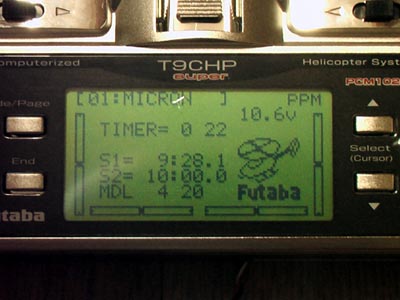 omputerized T9CHP Helicopter Syst
super PCM102
[01:MICRON ] PPM
10.6v
TIMER= 0 22
S1= 9:28.1
S2= 10:00.0
MDL 4 20
Futaba
de/Page
End
utaba
Select
(Cursor)